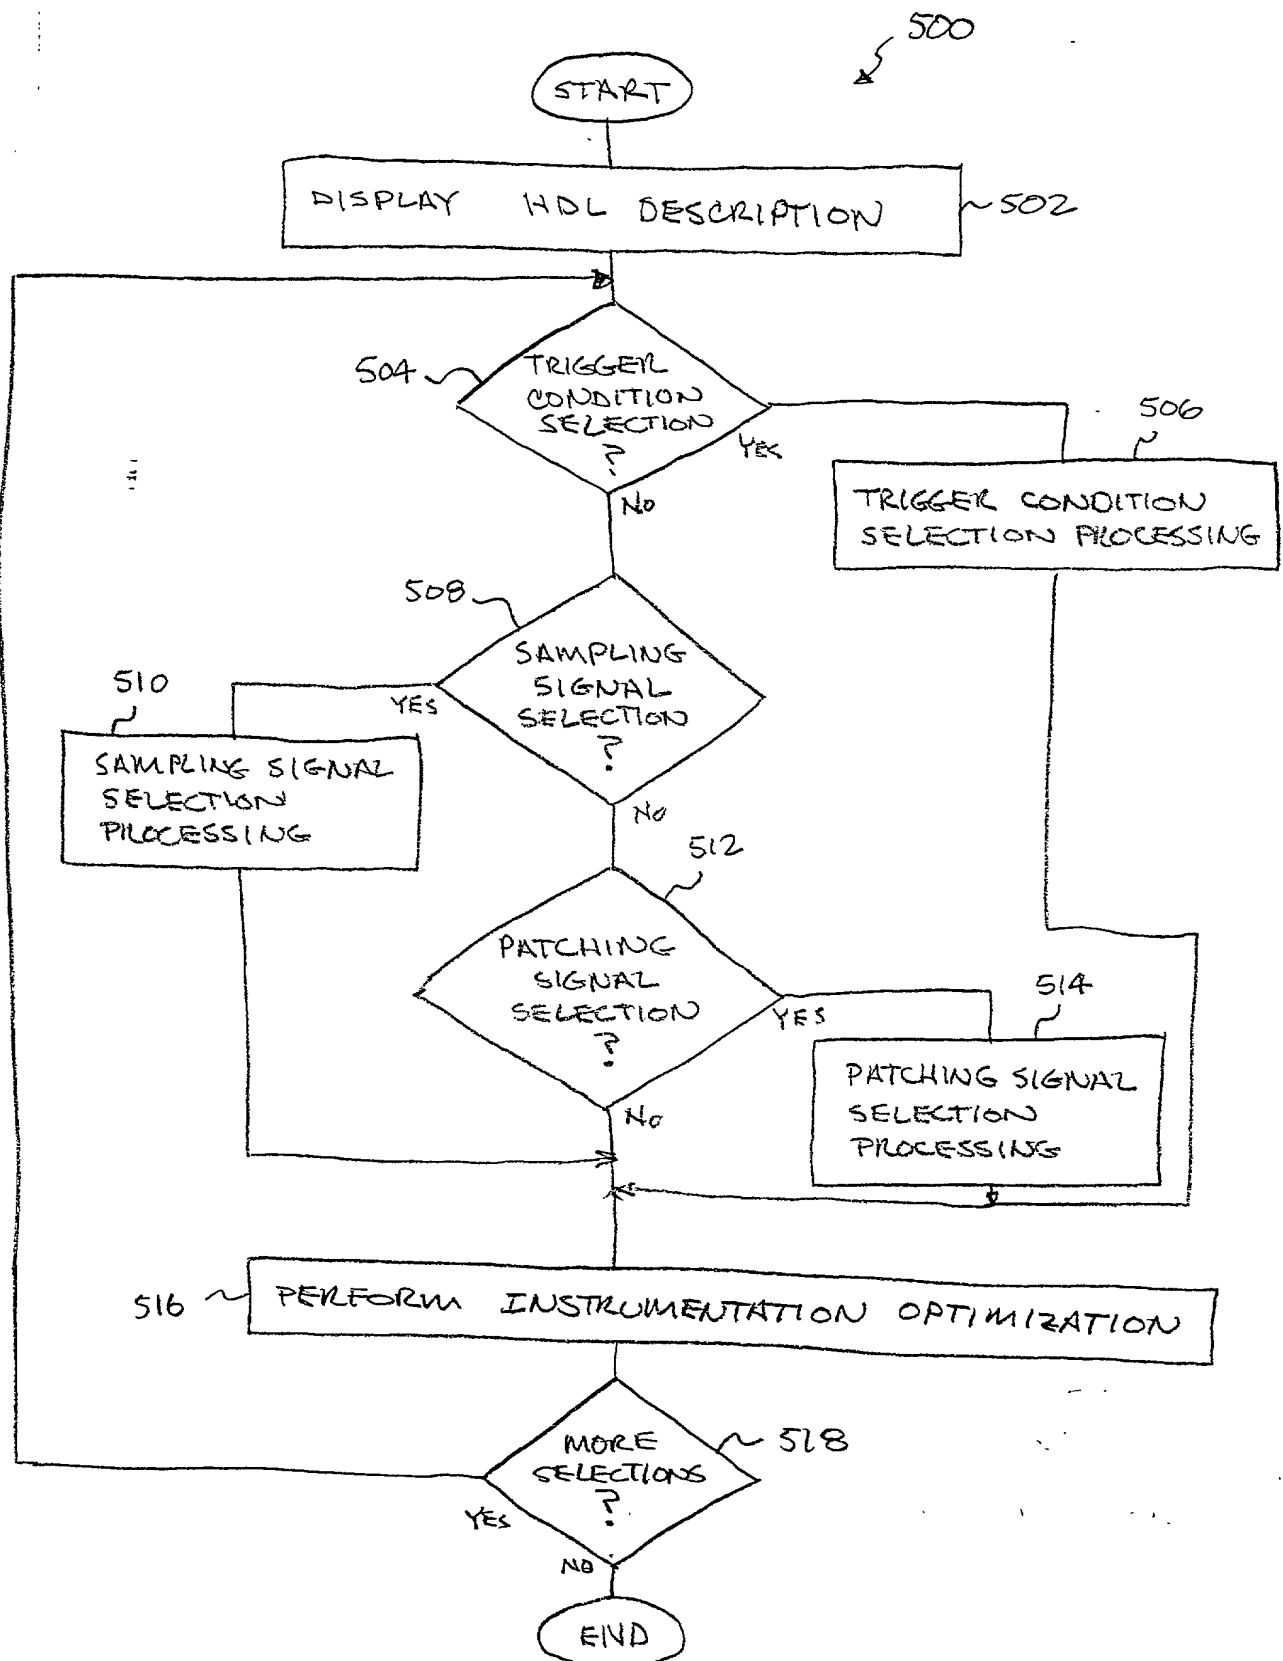 500
START
DISPLAY HDL DESCRIPTION
502
504
TRIGGER
CONDITION
SELECTION
?
YES
NO
506
TRIGGER CONDITION
SELECTION PROCESSING
508
SAMPLING
SIGNAL
SELECTION
?
YES
NO
510
SAMPLING SIGNAL
SELECTION
PROCESSING
512
PATCHING
SIGNAL
SELECTION
?
YES
NO
514
PATCHING SIGNAL
SELECTION
PROCESSING
516
PERFORM INSTRUMENTATION OPTIMIZATION
MORE
SELECTIONS
?
518
YES
NO
END